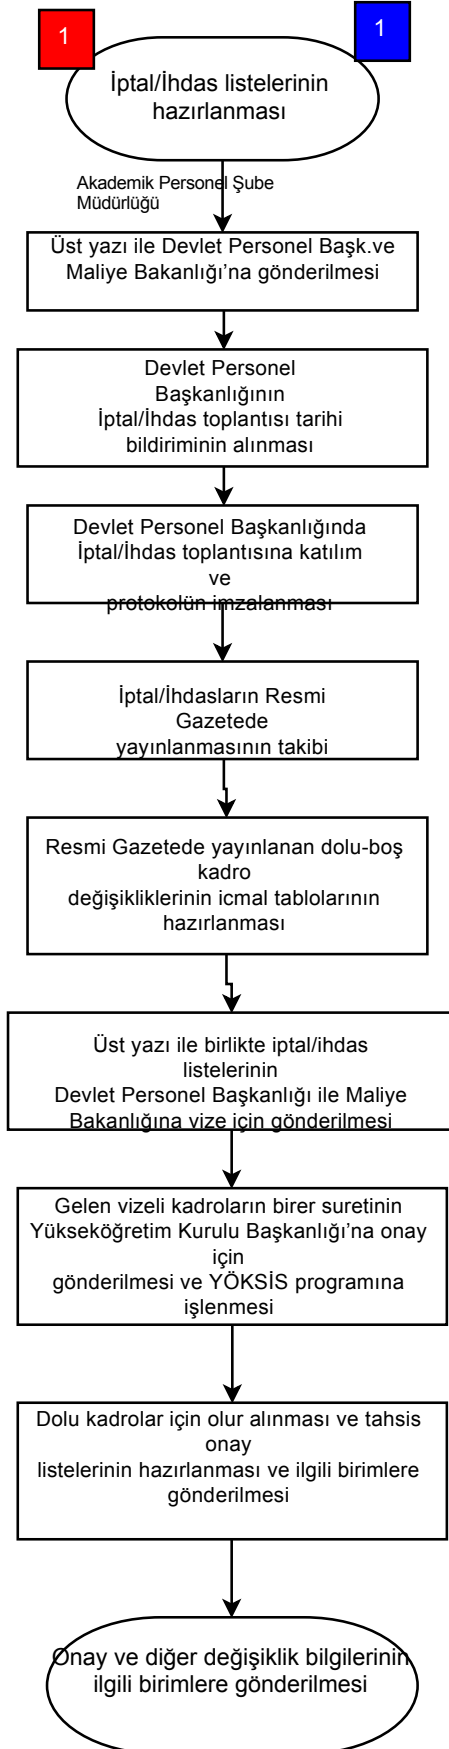 1
1
İptal/İhdas listelerinin
hazırlanması
Akademik Personel Şube
Müdürlüğü
Üst yazı ile Devlet Personel Başk.ve
Maliye Bakanlığı’na gönderilmesi
Devlet Personel
Başkanlığının
İptal/İhdas toplantısı tarihi
bildiriminin alınması
Devlet Personel Başkanlığında
İptal/İhdas toplantısına katılım
ve
protokolün imzalanması
İptal/İhdasların Resmi
Gazetede
yayınlanmasının takibi
Resmi Gazetede yayınlanan dolu-boş
kadro
değişikliklerinin icmal tablolarının
hazırlanması
Üst yazı ile birlikte iptal/ihdas
listelerinin
Devlet Personel Başkanlığı ile Maliye
Bakanlığına vize için gönderilmesi
Gelen vizeli kadroların birer suretinin
Yükseköğretim Kurulu Başkanlığı’na onay
için
gönderilmesi ve YÖKSİS programına
işlenmesi
Dolu kadrolar için olur alınması ve tahsis
onay
listelerinin hazırlanması ve ilgili birimlere
gönderilmesi
Onay ve diğer değişiklik bilgilerinin
ilgili birimlere gönderilmesi